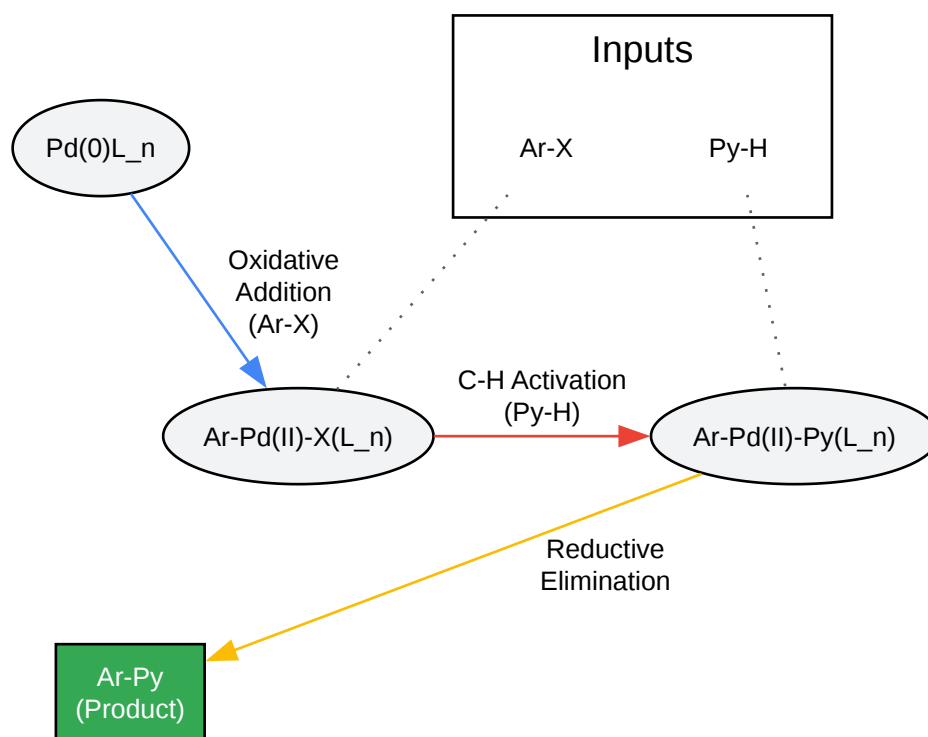 Inputs
Pd(0)L_n
Ar-X
Py-H
Oxidative
Addition
(Ar-X)
C-H Activation
(Py-H)
Ar-Pd(II)-X(L_n)
Ar-Pd(II)-Py(L_n)
Reductive
Elimination
Ar-Py
(Product)